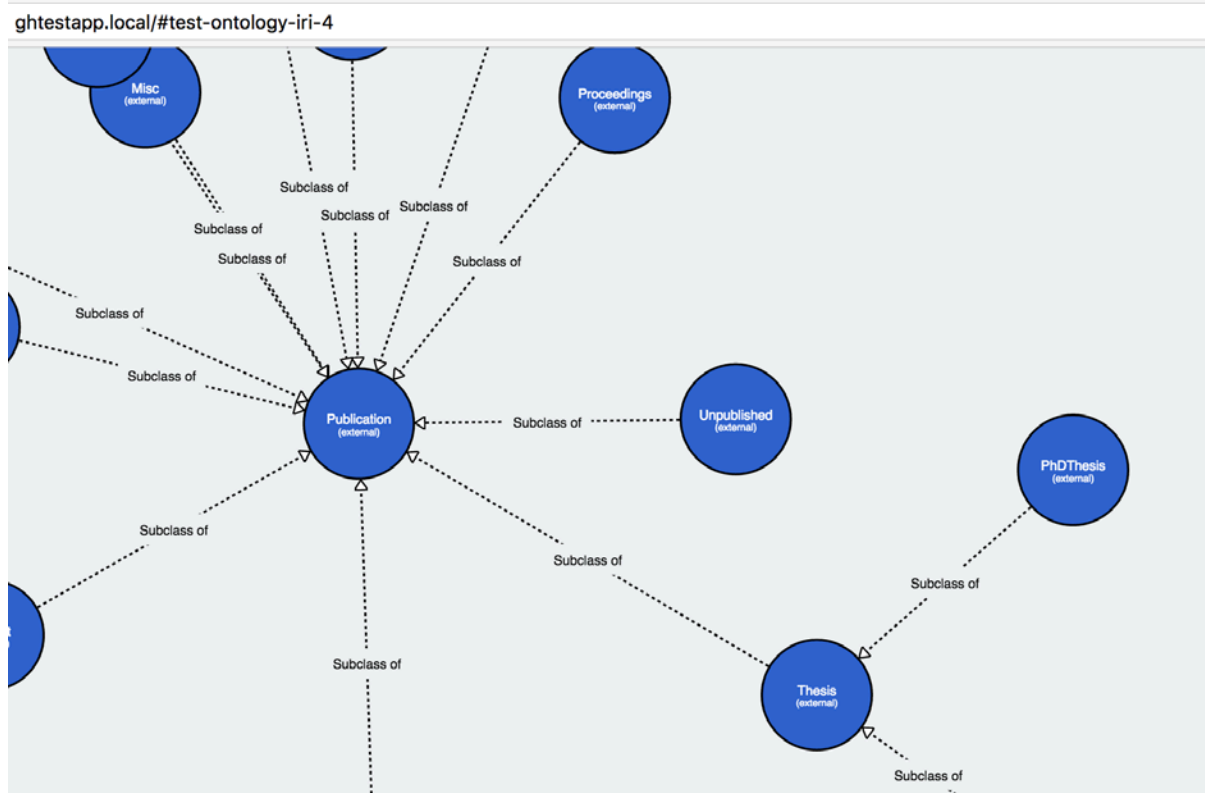 ghtestapp.local/#test-ontology-iri-4
Misc
(external)
Proceedings
(external)
Subclass of
Subclass of
Subclass of
Subclass of
Subclass of
Subclass of
Subclass of
Subclass of
Publication
(external)
Subclass of
Unpublished
(external)
PhDThesis
(external)
Subclass of
Subclass of
Subclass of
Subclass of
Thesis
(external)
Subclass of